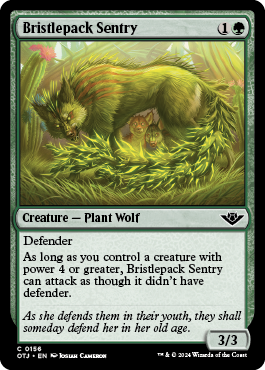 Bristlepack Sentry 1
Creature — Plant Wolf
Defender
As long as you control a creature with
power 4 or greater, Bristlepack Sentry
can attack as though it didn't have
defender.
As she defends them in their youth, they shall
someday defend her in her old age.
3/3
C 0156
OTJ • EN Josiah Cameron
™ & © 2024 Wizards of the Coast